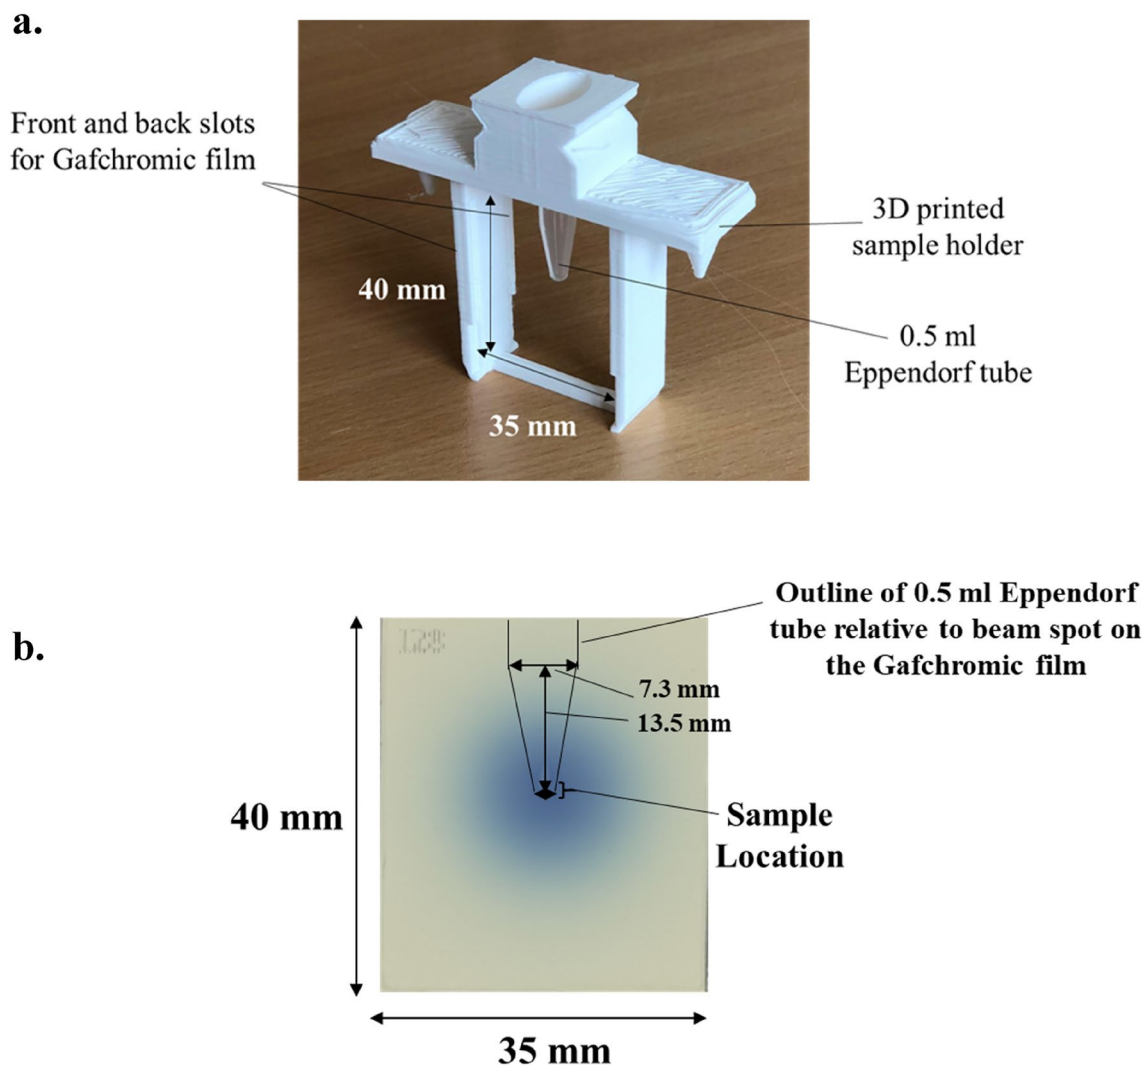 a.
Front and back slots
for Gafchromic film
3D printed
sample holder
40 mm
0.5 ml
Eppendorf tube
35 mm
Outline of 0.5 ml Eppendorf
tube relative to beam spot on
the Gafchromic film
b.
7.3 mm
13.5 mm
40 mm
Sample
Location
35 mm